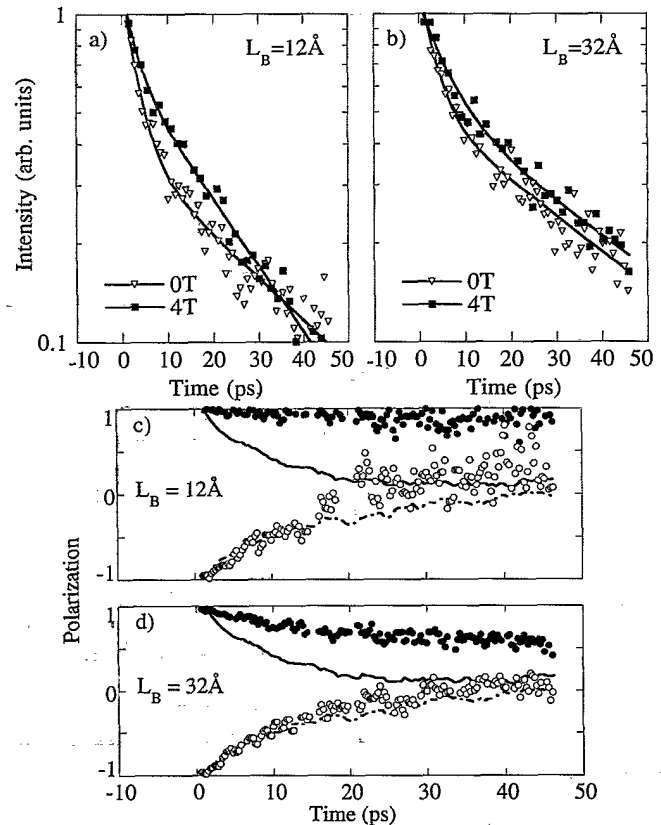 1
a)
L_B=12Å
b)
L_B=32Å
Intensity (arb. units)
0T
4T
0T
4T
0.1
-10 0 10 20 30 40 50
-10 0 10 20 30 40 50
Time (ps)
Time (ps)
c)
1
L_B = 12Å
0
-1
Polarization
d)
1
L_B = 32Å
0
-1
-10 0 10 20 30 40 50
Time (ps)